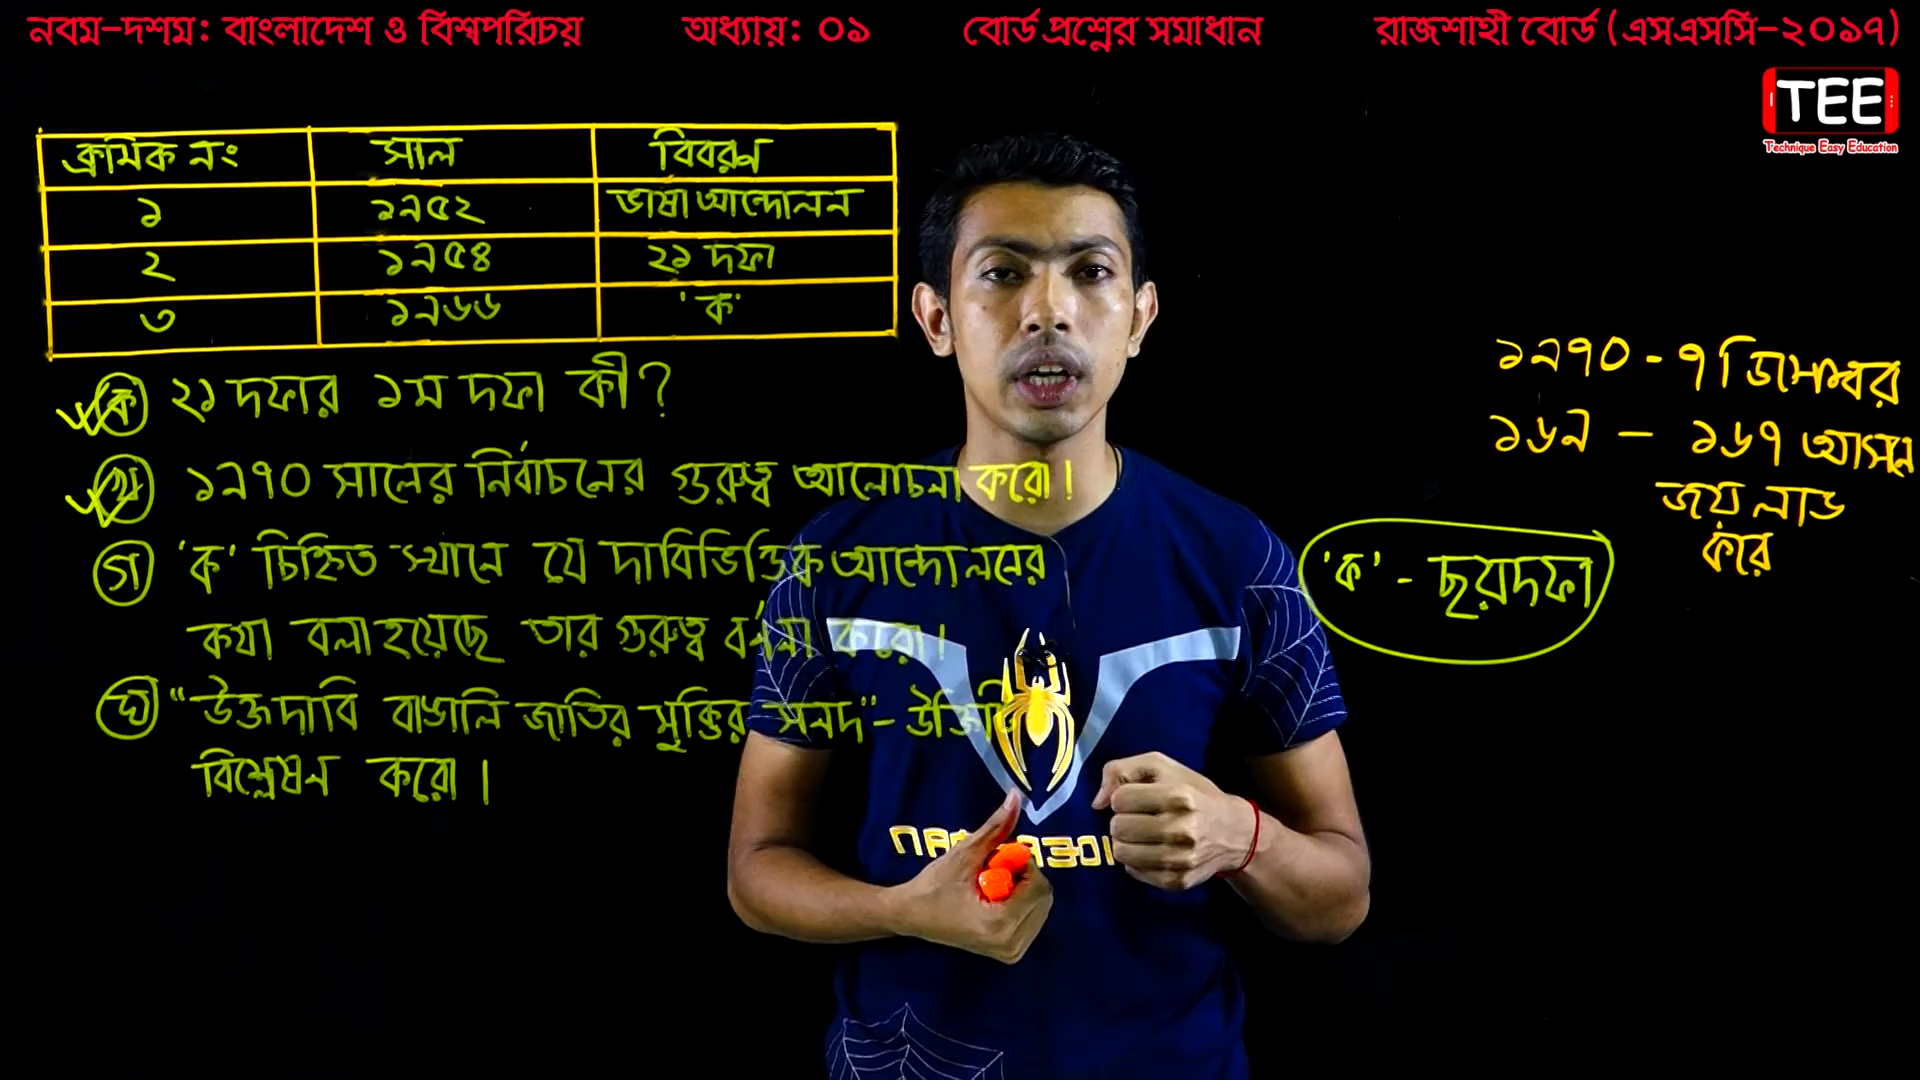 নবম-দশম: বাংলাদেশ ও বিশ্বপরিচয় অধ্যায়: ০১ বোর্ড প্রশ্নের সমাধান রাজশাহী বোর্ড (এসএসসি-২০১৭)
TEE
Technique Easy Education
ক্রমিক নং সাল বিবরণ
১ ১৯৫২ ভাষা আন্দোলন
২ ১৯৫৪ ২১ দফা
৩ ১৯৬৬ 'ক'
ক ২১ দফার ১ম দফা কী?
খ ১৯৭০ সালের নির্বাচনের গুরুত্ব আলোচনা করো।
গ 'ক' চিহ্নিত স্থানে যে দাবিভিত্তিক আন্দোলনের
কথা বলা হয়েছে তার গুরুত্ব বর্ণনা করো।
ঘ "উক্ত দাবি বাঙালি জাতির মুক্তির সনদ"- উক্তিটি
বিশ্লেষণ করো।
১৯৭০ - ৭ ডিসেম্বর
১৬৯ - ১৬৭ আসন
জয় লাভ
করে
'ক' - ছয়দফা